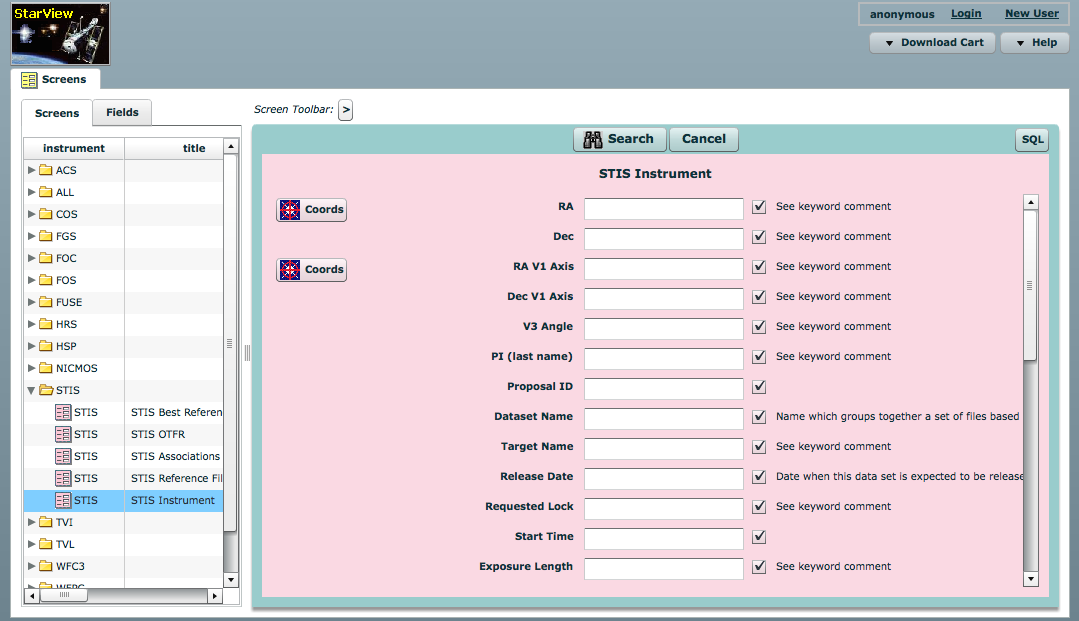 StarView
anonymous Login New User
Download Cart Help
Screens
Screens Fields
Screen Toolbar: >
instrument title
ACS
ALL
COS
FGS
FOC
FOS
FUSE
HRS
HSP
NICMOS
STIS
STIS STIS Best Referen
STIS STIS OTFR
STIS STIS Associations
STIS STIS Reference Fil
STIS STIS Instrument
TVI
TVL
WFC3
Search Cancel SQL
STIS Instrument
Coords RA See keyword comment
Dec See keyword comment
Coords RA V1 Axis See keyword comment
Dec V1 Axis See keyword comment
V3 Angle See keyword comment
PI (last name) See keyword comment
Proposal ID
Dataset Name Name which groups together a set of files based
Target Name See keyword comment
Release Date Date when this data set is expected to be release
Requested Lock See keyword comment
Start Time
Exposure Length See keyword comment